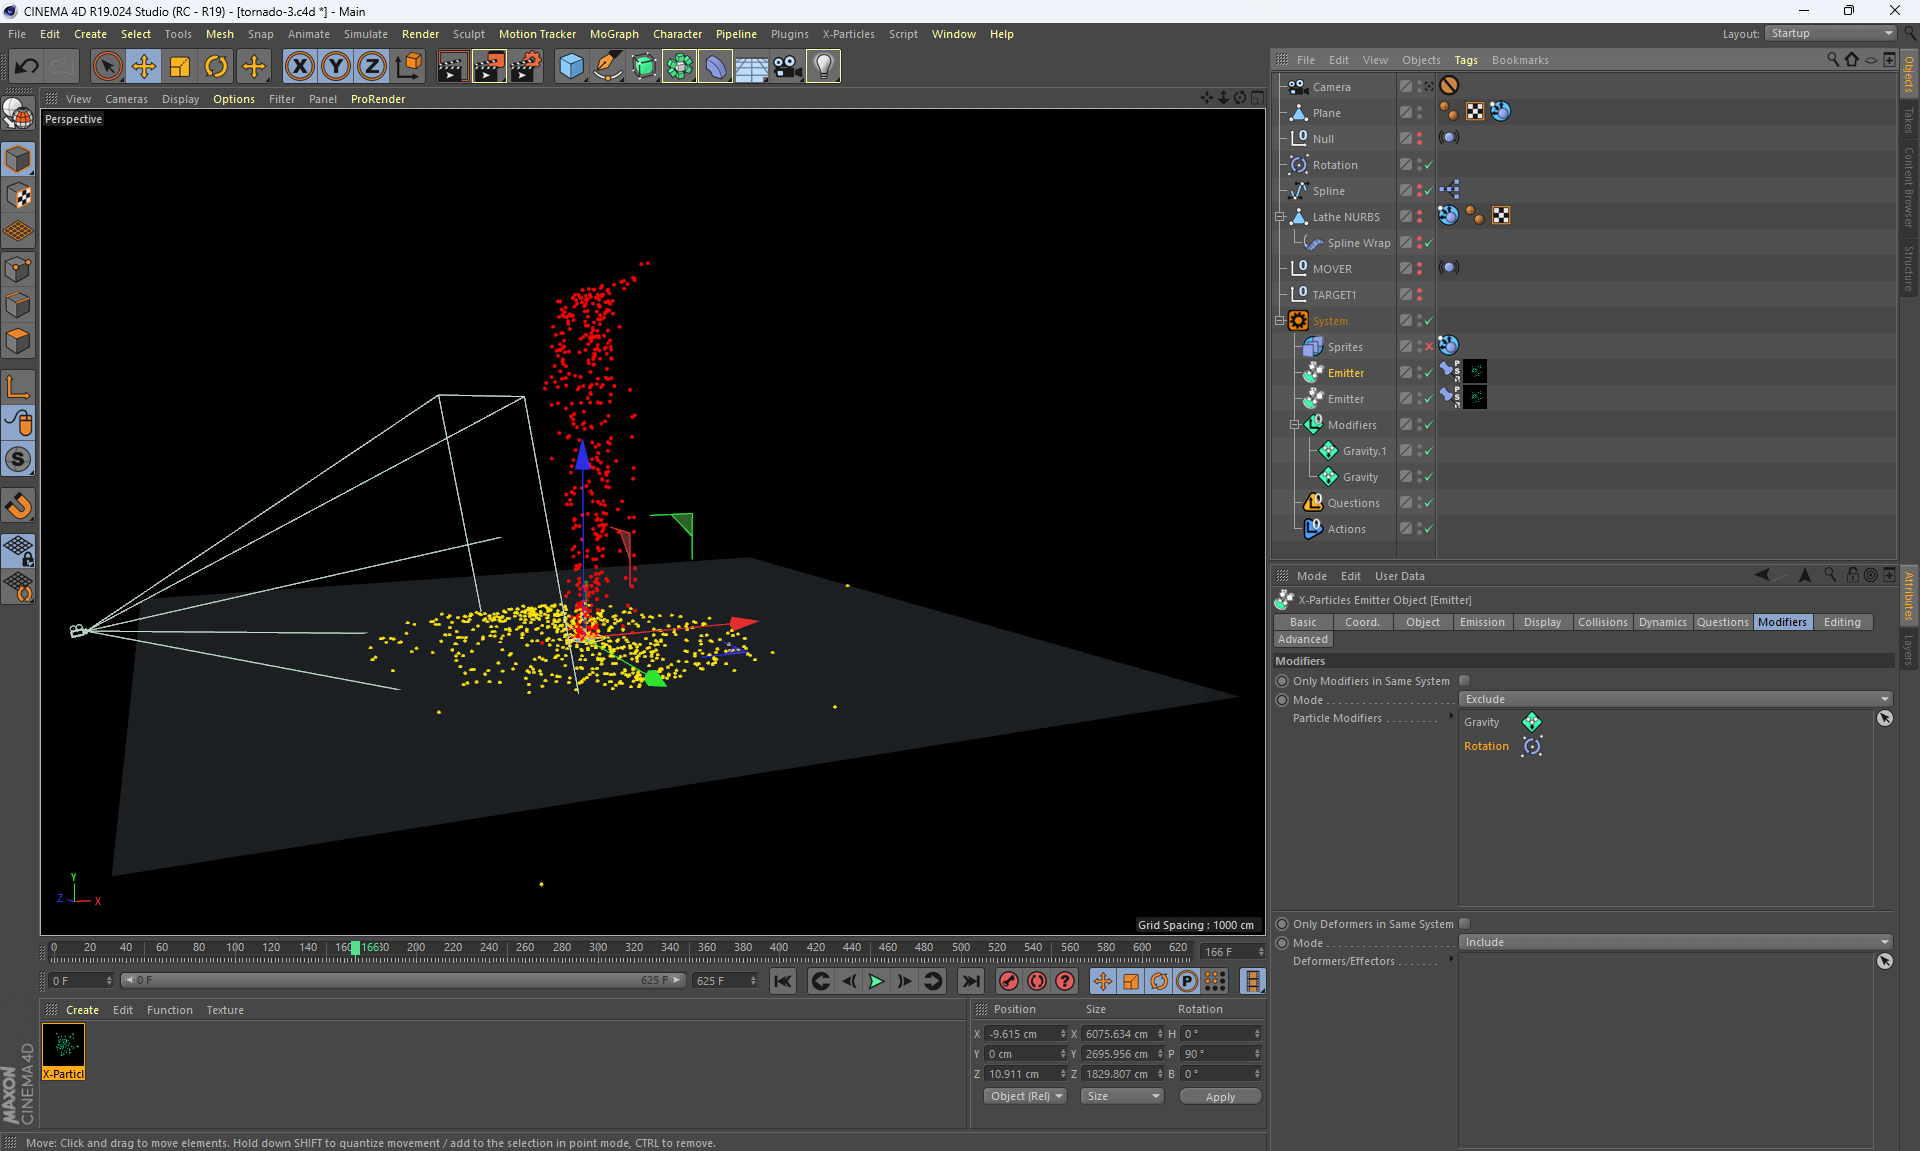 CINEMA 4D R19.024 Studio (RC - R19) - [tornado-3.c4d *] - Main
File Edit Create Select Tools Mesh Snap Animate Simulate Render Sculpt Motion Tracker MoGraph Character Pipeline Plugins X-Particles Script Window Help
Layout: Startup
View Cameras Display Options Filter Panel ProRender
Perspective
Grid Spacing : 1000 cm
Y
Z
X
0 20 40 60 80 100 120 140 160 166 200 220 240 260 280 300 320 340 360 380 400 420 440 460 480 500 520 540 560 580 600 620
166 F
0 F
0 F
625 F
625 F
Create Edit Function Texture
X-Particl
MAXON
CINEMA 4D
Position Size Rotation
X -9.615 cm X 6075.634 cm H 0 °
Y 0 cm Y 2695.956 cm P 90 °
Z 10.911 cm Z 1829.807 cm B 0 °
Object (Rel) Size Apply
Move: Click and drag to move elements. Hold down SHIFT to quantize movement / add to the selection in point mode, CTRL to remove.
File Edit View Objects Tags Bookmarks
Camera
Plane
Null
Rotation
Spline
Lathe NURBS
Spline Wrap
MOVER
TARGET1
System
Sprites
Emitter
Emitter
Modifiers
Gravity.1
Gravity
Questions
Actions
Objects
Takes
Content Browser
Structure
Mode Edit User Data
X-Particles Emitter Object [Emitter]
Basic Coord. Object Emission Display Collisions Dynamics Questions Modifiers Editing
Advanced
Modifiers
Only Modifiers in Same System
Mode Exclude
Particle Modifiers Gravity
Rotation
Only Deformers in Same System
Mode Include
Deformers/Effectors
Attributes
Layers